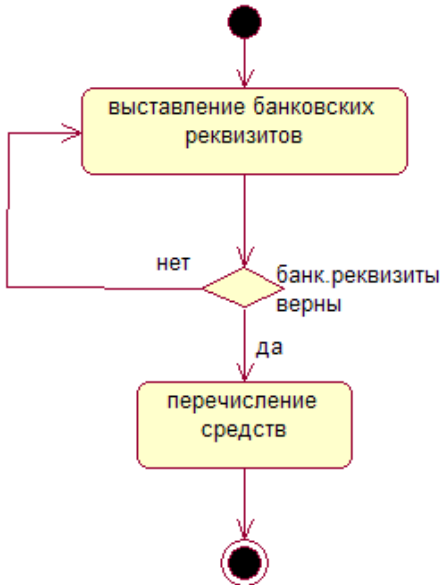 выставление банковских
реквизитов
нет
банк.реквизиты
верны
да
перечисление
средств